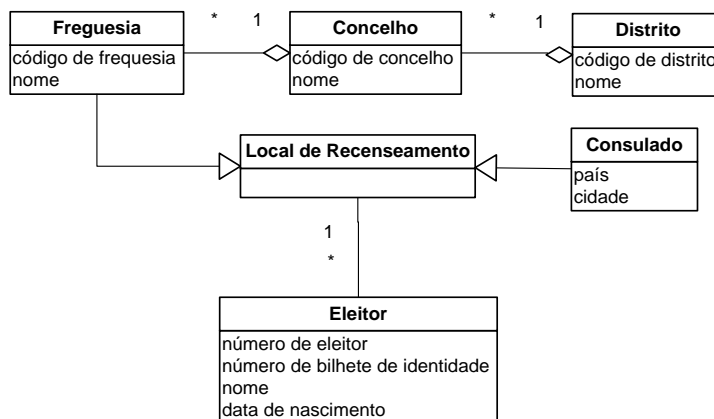 * 1 * 1
Freguesia
código de frequesia
nome
Concelho
código de concelho
nome
Distrito
código de distrito
nome
Local de Recenseamento
Consulado
país
cidade
1
*
Eleitor
número de eleitor
número de bilhete de identidade
nome
data de nascimento